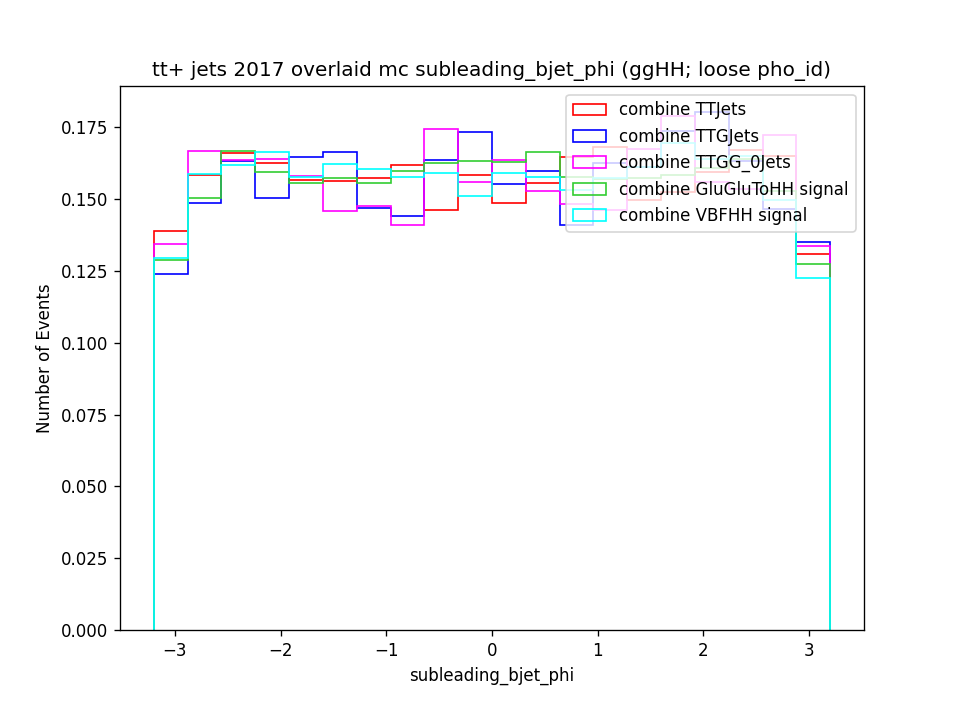 tt+ jets 2017 overlaid mc subleading_bjet_phi (ggHH; loose pho_id)
combine TTJets
combine TTGJets
combine TTGG_0Jets
combine GluGluToHH signal
combine VBFHH signal
0.175
0.150
0.125
0.100
0.075
0.050
0.025
0.000
Number of Events
−3
−2
−1
0
1
2
3
subleading_bjet_phi